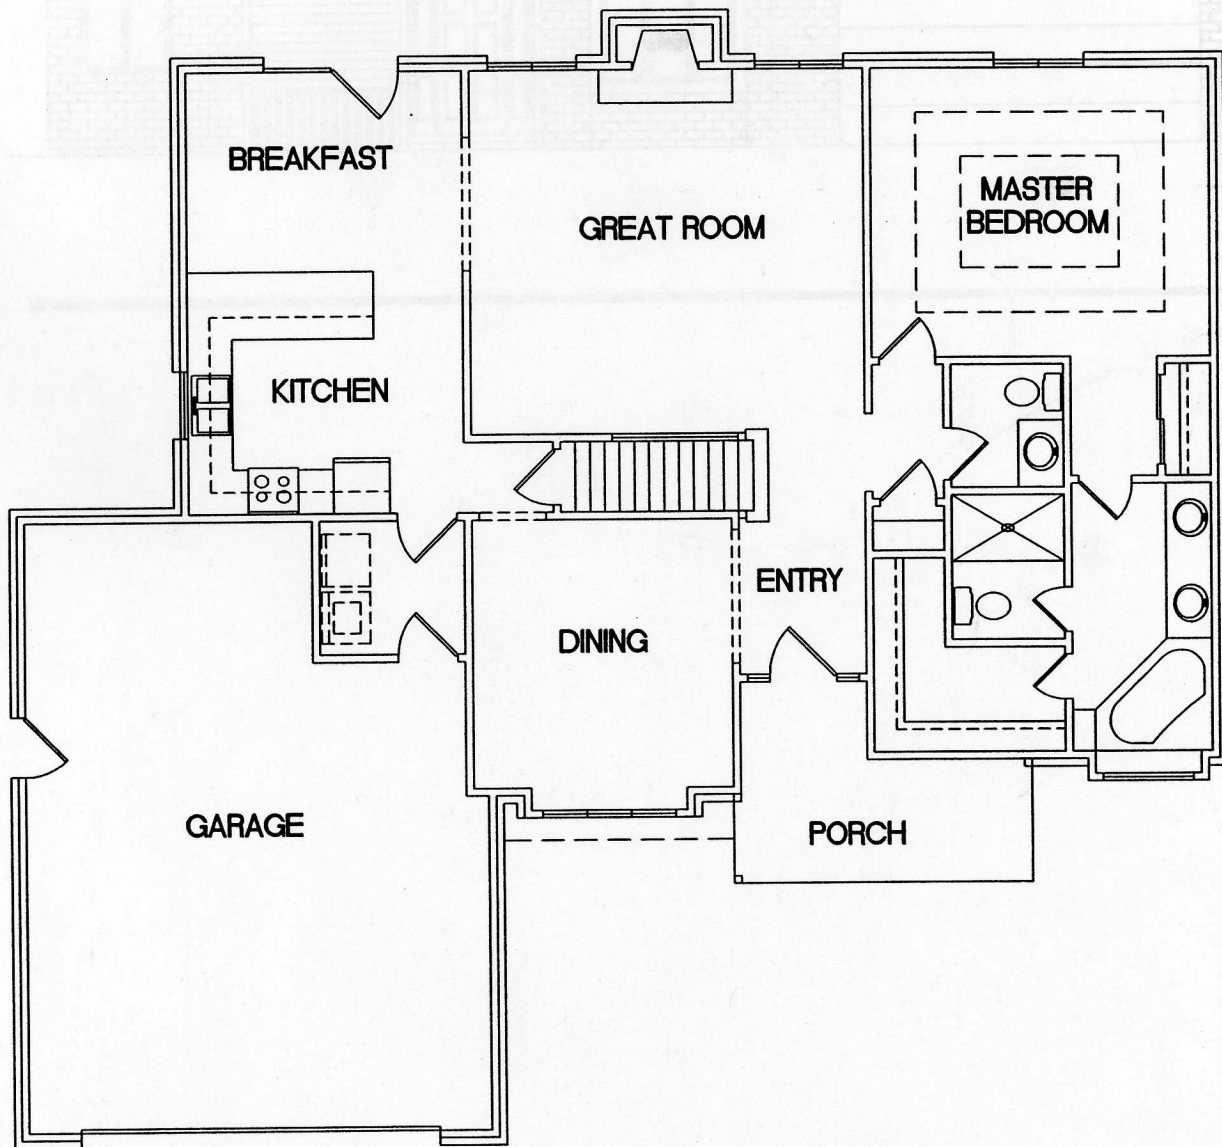 BREAKFAST
GREAT ROOM
MASTER
BEDROOM
KITCHEN
ENTRY
DINING
GARAGE
PORCH